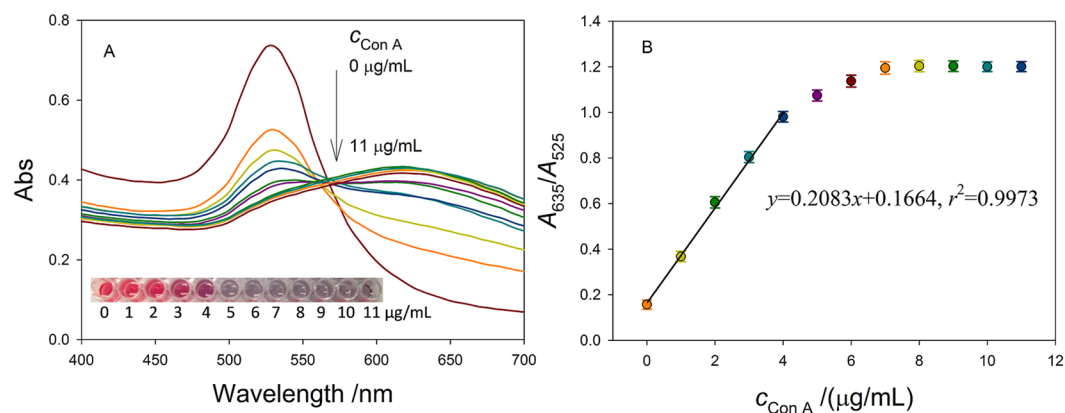 A
c Con A
0 µg/mL
11 µg/mL
Abs
0.8
0.6
0.4
0.2
0.0
0 1 2 3 4 5 6 7 8 9 10 11 µg/mL
400 450 500 550 600 650 700
Wavelength /nm
B
A635/A525
1.4
1.2
1.0
0.8
0.6
0.4
0.2
0.0
y=0.2083x+0.1664, r²=0.9973
0 2 4 6 8 10 12
c Con A /(µg/mL)